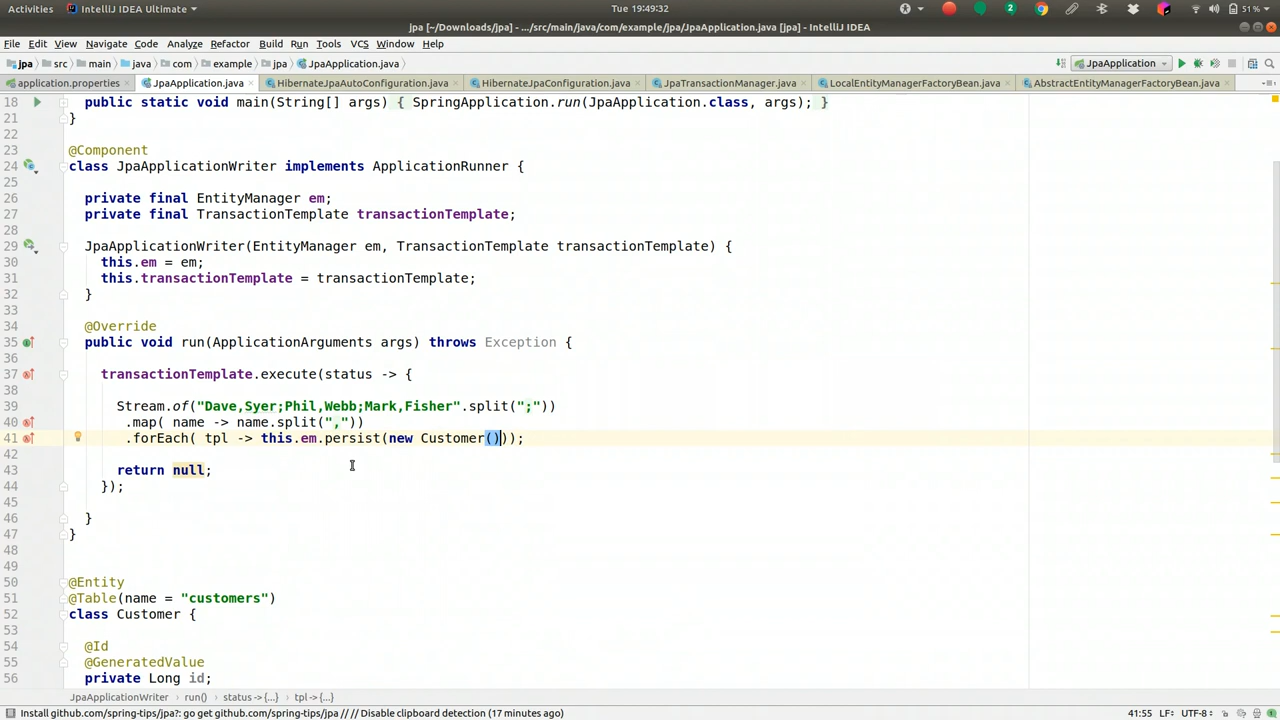 Activities IntelliJ IDEA Ultimate Tue 19:49:32 2 51 %
jpa [~/Downloads/jpa] - .../src/main/java/com/example/jpa/JpaApplication.java [jpa] - IntelliJ IDEA
File Edit View Navigate Code Analyze Refactor Build Run Tools VCS Window Help
jpa src main java com example jpa JpaApplication.java JpaApplication
application.properties JpaApplication.java HibernateJpaAutoConfiguration.java HibernateJpaConfiguration.java JpaTransactionManager.java LocalEntityManagerFactoryBean.java AbstractEntityManagerFactoryBean.java
18 public static void main(String[] args) { SpringApplication.run(JpaApplication.class, args); }
21 }
22
23 @Component
24 class JpaApplicationWriter implements ApplicationRunner {
25
26 private final EntityManager em;
27 private final TransactionTemplate transactionTemplate;
28
29 JpaApplicationWriter(EntityManager em, TransactionTemplate transactionTemplate) {
30 this.em = em;
31 this.transactionTemplate = transactionTemplate;
32 }
33
34 @Override
35 public void run(ApplicationArguments args) throws Exception {
36
37 transactionTemplate.execute(status -> {
38
39 Stream.of("Dave,Syer;Phil,Webb;Mark,Fisher".split(";"))
40 .map( name -> name.split(","))
41 .forEach( tpl -> this.em.persist(new Customer()));
42
43 return null;
44 });
45
46 }
47 }
48
49
50 @Entity
51 @Table(name = "customers")
52 class Customer {
53
54 @Id
55 @GeneratedValue
56 private Long id;
JpaApplicationWriter run() status -> {...} tpl -> {...}
Install github.com/spring-tips/jpa?: go get github.com/spring-tips/jpa // // Disable clipboard detection (17 minutes ago) 41:55 LF÷ UTF-8÷